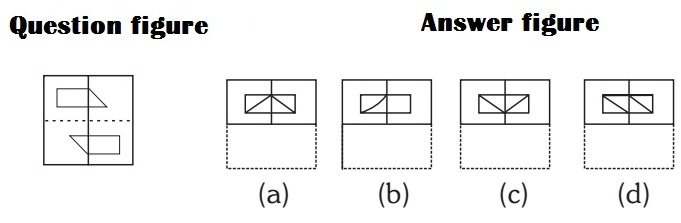 Question figure
Answer figure
(a) (b) (c) (d)